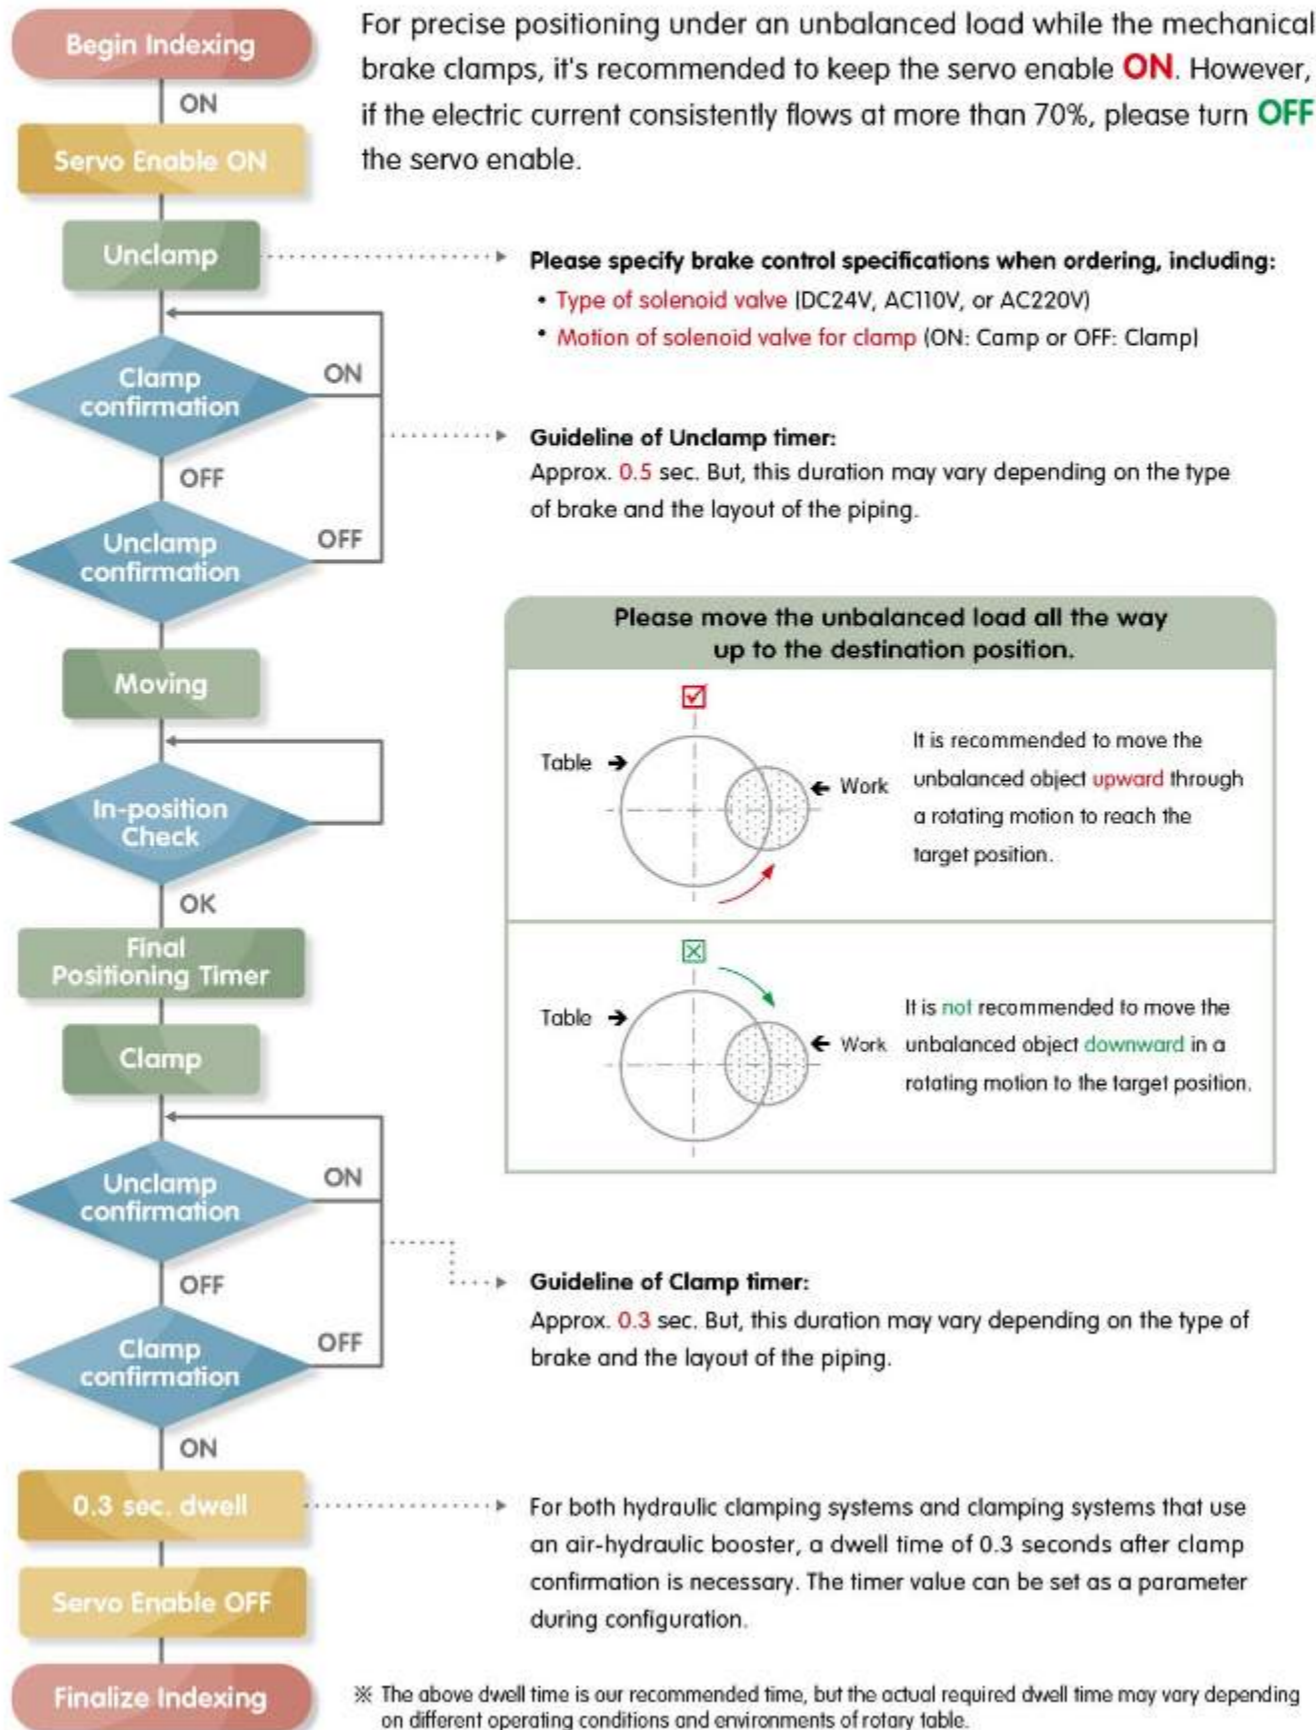 Begin Indexing
ON
Servo Enable ON
For precise positioning under an unbalanced load while the mechanical
brake clamps, it's recommended to keep the servo enable ON. However,
if the electric current consistently flows at more than 70%, please turn OFF
the servo enable.
Unclamp
Please specify brake control specifications when ordering, including:
• Type of solenoid valve (DC24V, AC110V, or AC220V)
• Motion of solenoid valve for clamp (ON: Camp or OFF: Clamp)
Clamp
confirmation
ON
OFF
Guideline of Unclamp timer:
Approx. 0.5 sec. But, this duration may vary depending on the type
of brake and the layout of the piping.
Unclamp
confirmation
OFF
Moving
In-position
Check
OK
Please move the unbalanced load all the way
up to the destination position.
Table
Work
It is recommended to move the
unbalanced object upward through
a rotating motion to reach the
target position.
Table
Work
It is not recommended to move the
unbalanced object downward in a
rotating motion to the target position.
Final
Positioning Timer
Clamp
Unclamp
confirmation
ON
OFF
Clamp
confirmation
OFF
ON
Guideline of Clamp timer:
Approx. 0.3 sec. But, this duration may vary depending on the type of
brake and the layout of the piping.
0.3 sec. dwell
For both hydraulic clamping systems and clamping systems that use
an air-hydraulic booster, a dwell time of 0.3 seconds after clamp
confirmation is necessary. The timer value can be set as a parameter
during configuration.
Servo Enable OFF
Finalize Indexing
※ The above dwell time is our recommended time, but the actual required dwell time may vary depending
on different operating conditions and environments of rotary table.